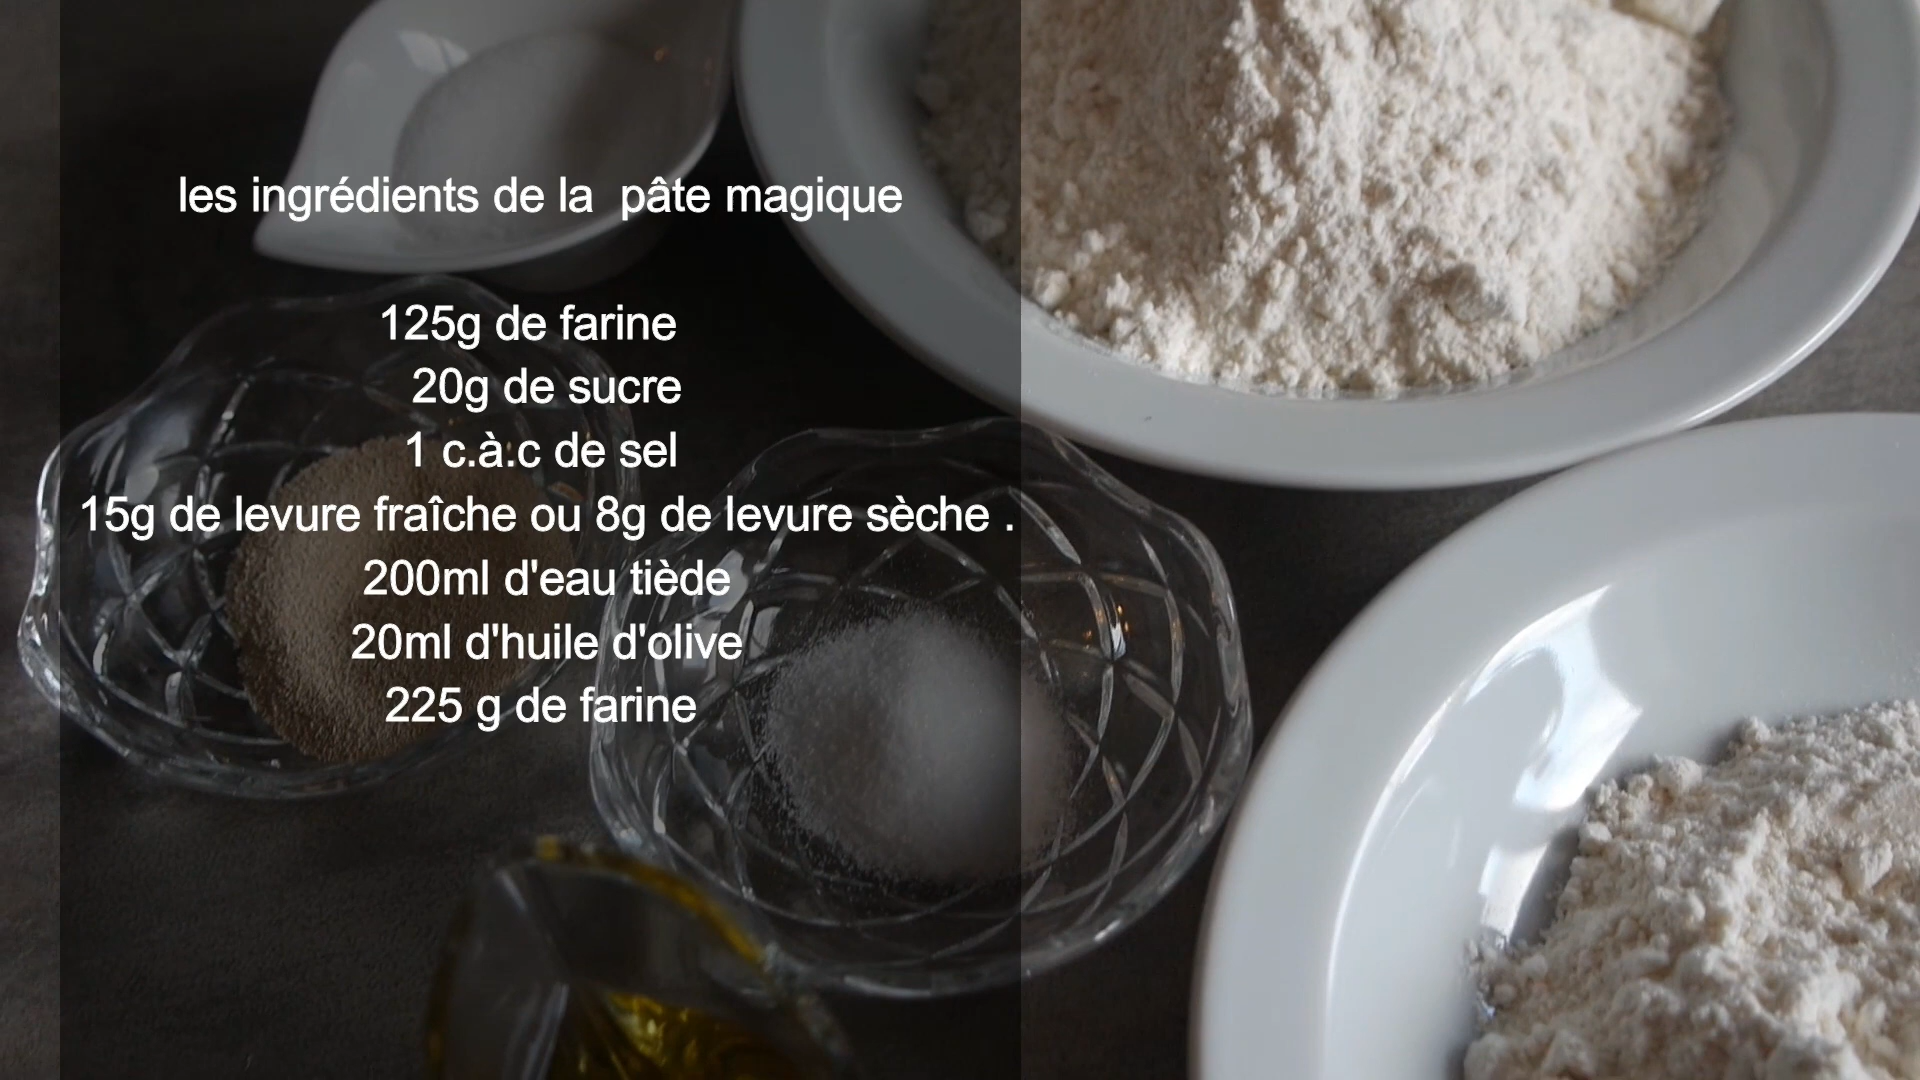 les ingrédients de la  pâte magique
125g de farine
20g de sucre
1 c.à.c de sel
15g de levure fraîche ou 8g de levure sèche .
200ml d'eau tiède
20ml d'huile d'olive
225 g de farine